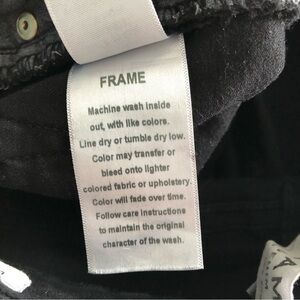 FRAME
Machine wash inside
out, with like colors.
Line dry or tumble dry low.
Color may transfer or
bleed onto lighter
colored fabric or upholstery.
Color will fade over time.
Follow care instructions
to maintain the original
character of the wash.